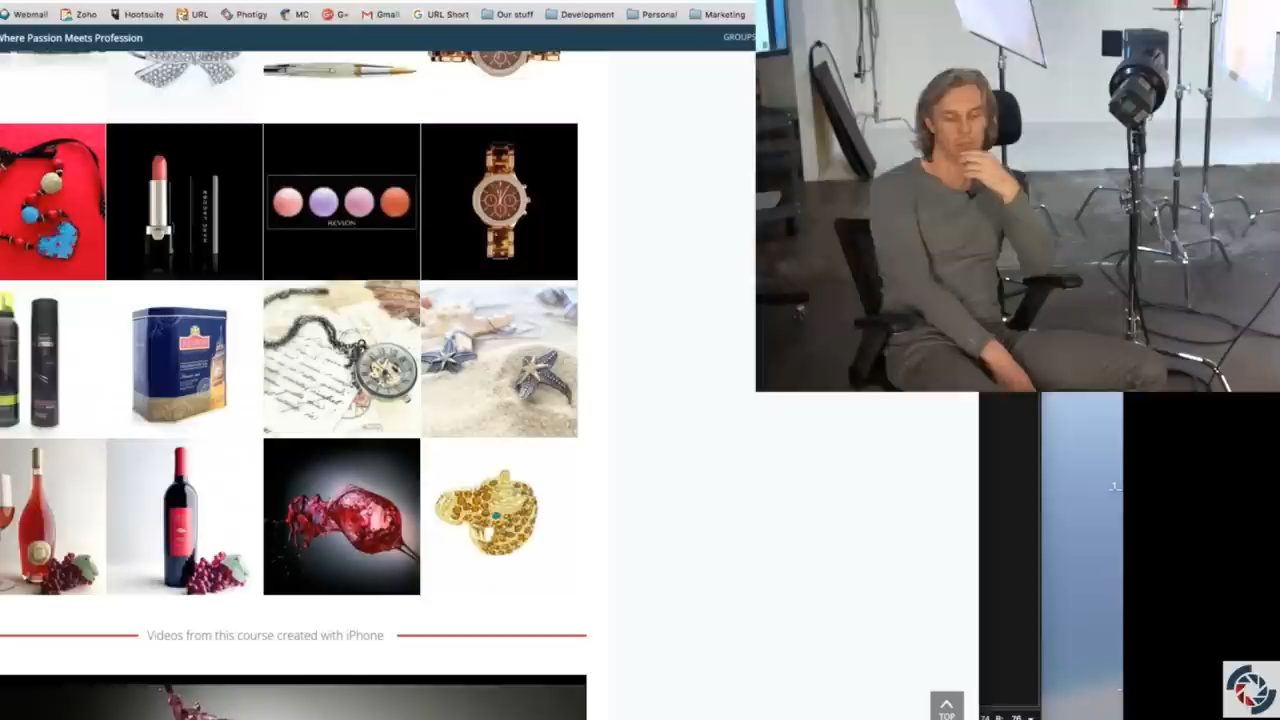 Webmail Zoho Hootsuite URL Photigy MC G+ Gmail URL Short Our stuff Development Personal Marketing
Where Passion Meets Profession GROUPS
REVLON
Videos from this course created with iPhone
TOP